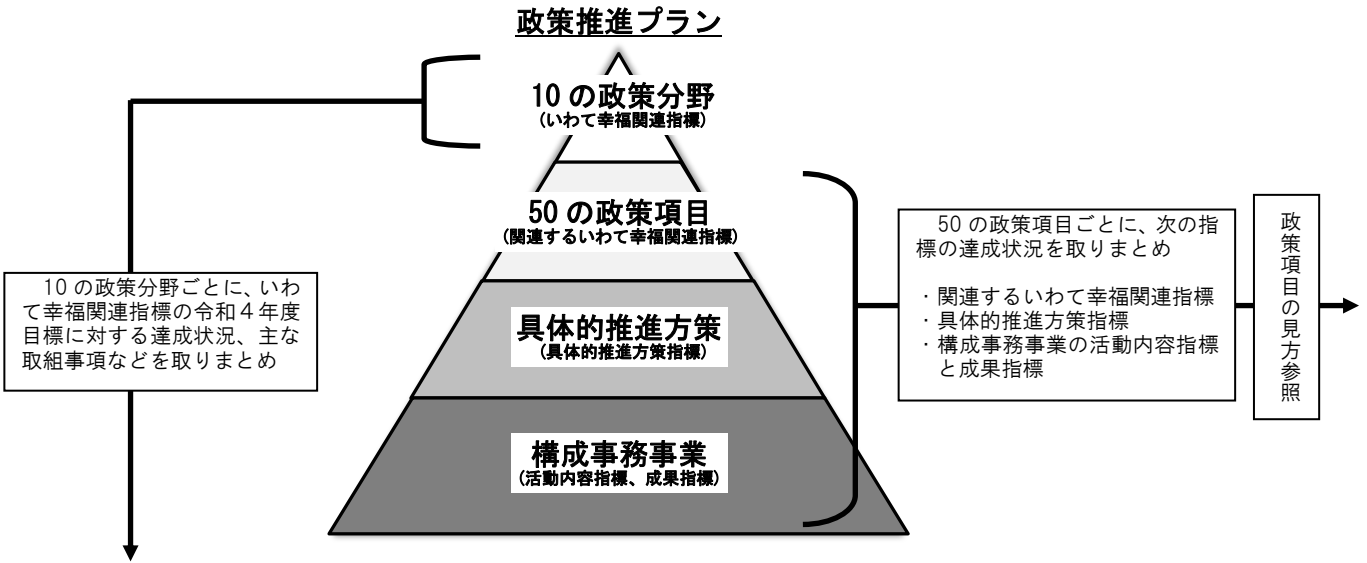 政策推進プラン
10 の政策分野
(いわて幸福関連指標)
50 の政策項目
(関連するいわて幸福関連指標)
具体的推進方策
(具体的推進方策指標)
構成事務事業
(活動内容指標、成果指標)
10 の政策分野ごとに、いわ
て幸福関連指標の令和４年度
目標に対する達成状況、主な
取組事項などを取りまとめ
50 の政策項目ごとに、次の指
標の達成状況を取りまとめ
・関連するいわて幸福関連指標
・具体的推進方策指標
・構成事務事業の活動内容指標
と成果指標
政策項目の見方参照